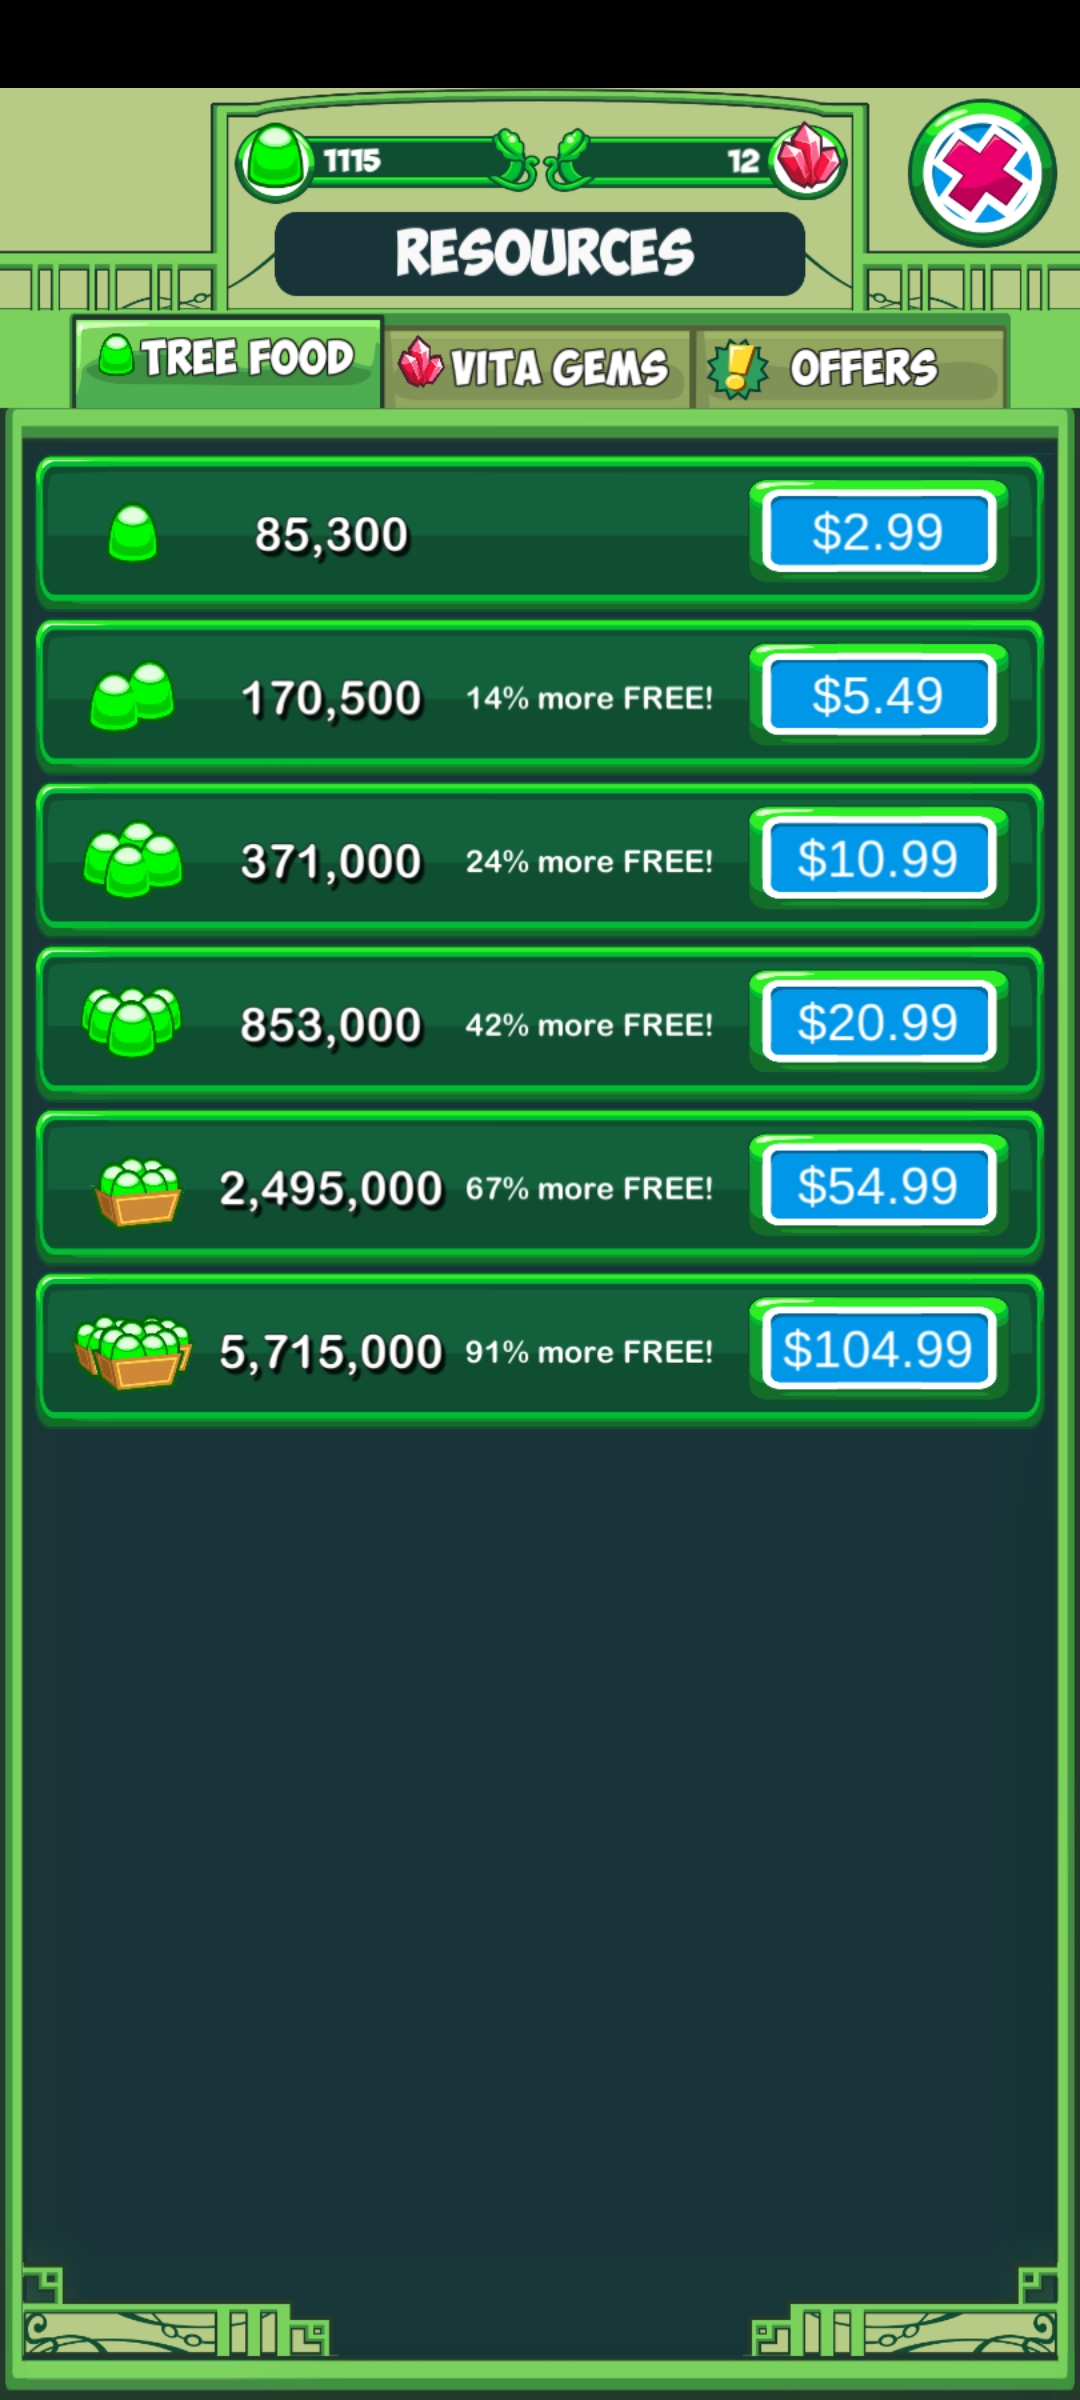 1115
12
RESOURCES
TREE FOOD
VITA GEMS
OFFERS
85,300
$2.99
170,500 14% more FREE!
$5.49
371,000 24% more FREE!
$10.99
853,000 42% more FREE!
$20.99
2,495,000 67% more FREE!
$54.99
5,715,000 91% more FREE!
$104.99